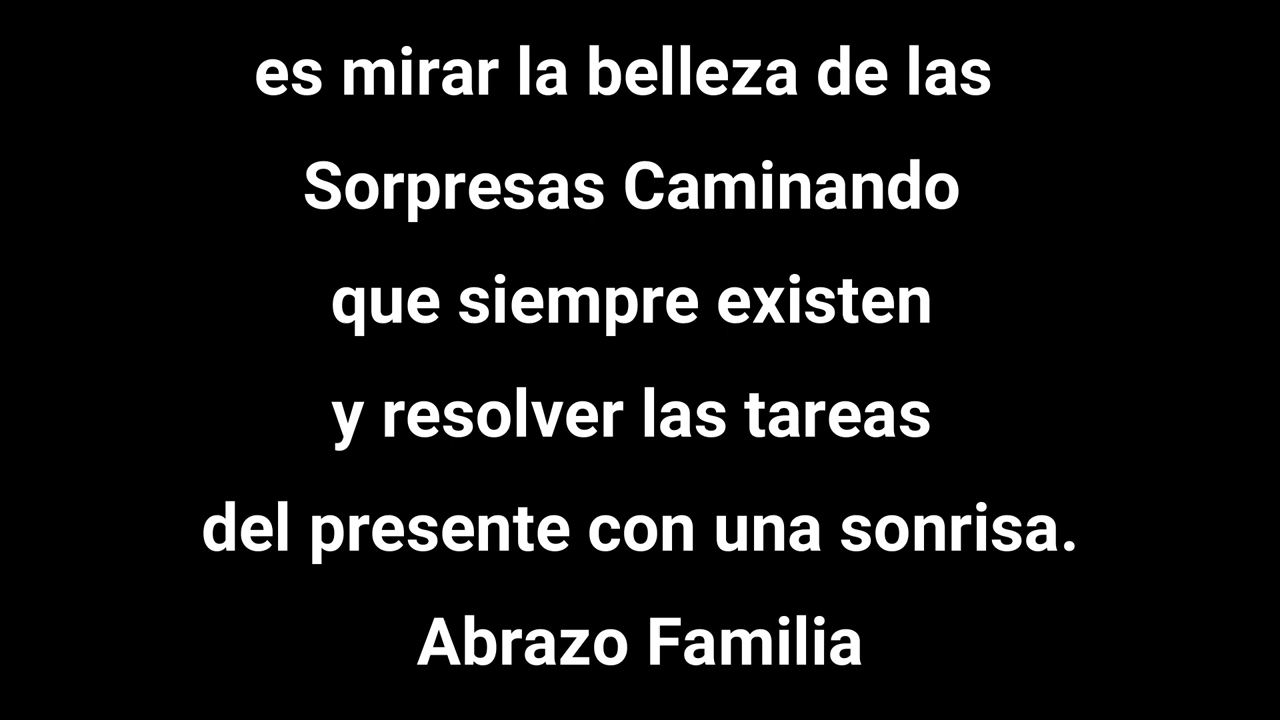 es mirar la belleza de las
Sorpresas Caminando
que siempre existen
y resolver las tareas
del presente con una sonrisa.
Abrazo Familia